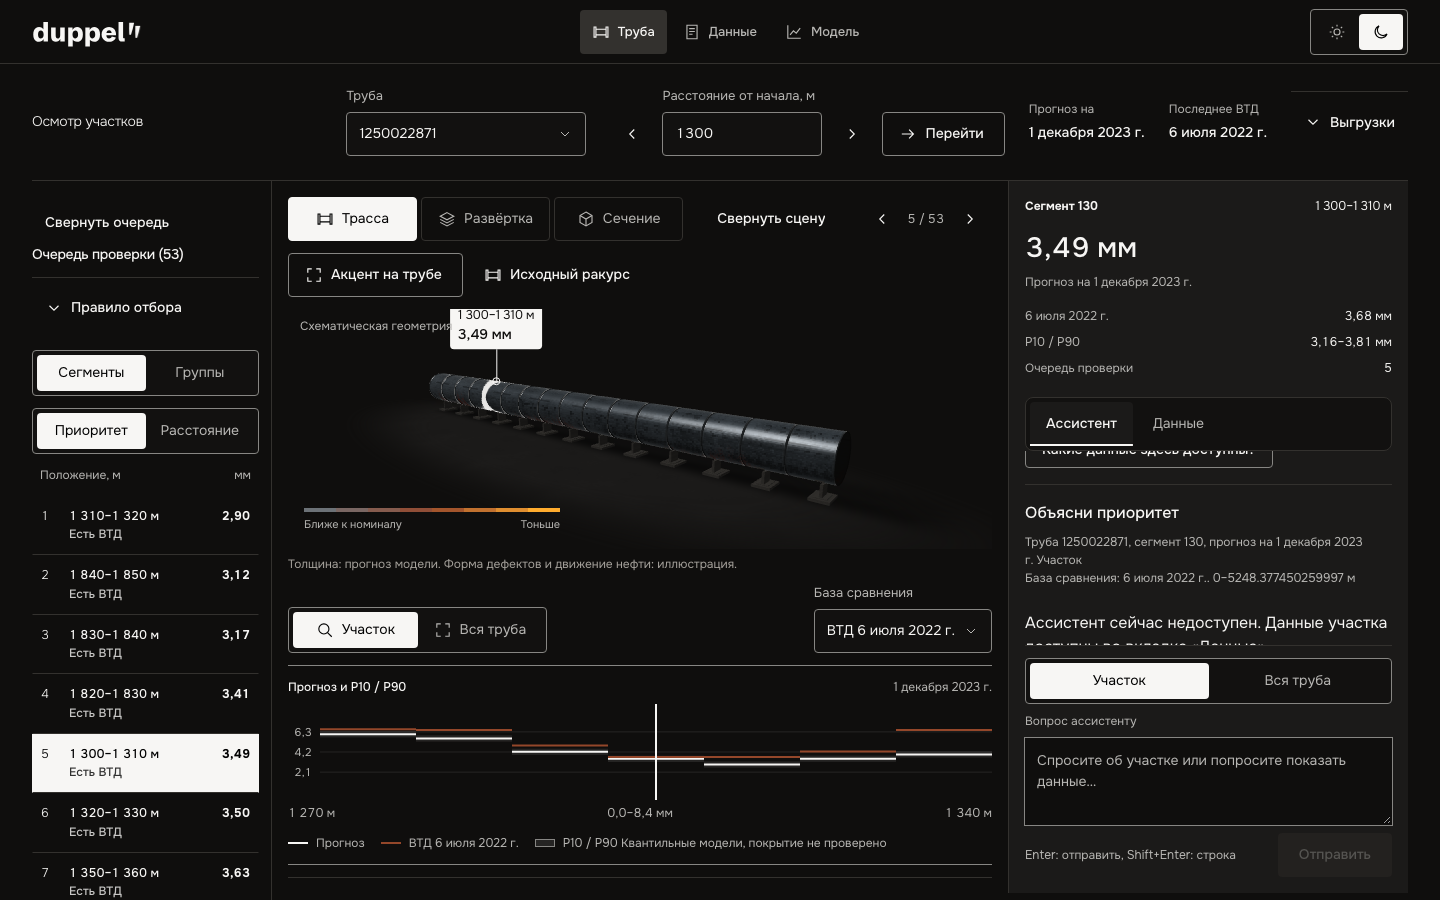 duppel
Труба
Данные
Модель
Осмотр участков
Труба
1250022871
Расстояние от начала, м
1 300
Перейти
Прогноз на
1 декабря 2023 г.
Последнее ВТД
6 июля 2022 г.
Выгрузки
Свернуть очередь
Очередь проверки (53)
Правило отбора
Сегменты
Группы
Приоритет
Расстояние
Положение, м
мм
1
1 310–1 320 м
2,90
Есть ВТД
2
1 840–1 850 м
3,12
Есть ВТД
3
1 830–1 840 м
3,17
Есть ВТД
4
1 820–1 830 м
3,41
Есть ВТД
5
1 300–1 310 м
3,49
Есть ВТД
6
1 320–1 330 м
3,50
Есть ВТД
7
1 350–1 360 м
3,63
Есть ВТД
Трасса
Развёртка
Сечение
Свернуть сцену
5 / 53
Акцент на трубе
Исходный ракурс
Схематическая геометрия
1 300–1 310 м
3,49 мм
Ближе к номиналу
Тоньше
Толщина: прогноз модели. Форма дефектов и движение нефти: иллюстрация.
Участок
Вся труба
База сравнения
ВТД 6 июля 2022 г.
Прогноз и P10 / P90
1 декабря 2023 г.
6,3
4,2
2,1
1 270 м
0,0–8,4 мм
1 340 м
Прогноз
ВТД 6 июля 2022 г.
P10 / P90 Квантильные модели, покрытие не проверено
Сегмент 130
1 300–1 310 м
3,49 мм
Прогноз на 1 декабря 2023 г.
6 июля 2022 г.
3,68 мм
P10 / P90
3,16–3,81 мм
Очередь проверки
5
Ассистент
Данные
Какие данные здесь доступны?
Объясни приоритет
Труба 1250022871, сегмент 130, прогноз на 1 декабря 2023
г. Участок
База сравнения: 6 июля 2022 г.. 0–5248.377450259997 м
Ассистент сейчас недоступен. Данные участка
доступны во вкладке «Данные».
Участок
Вся труба
Вопрос ассистенту
Спросите об участке или попросите показать
данные…
Enter: отправить, Shift+Enter: строка
Отправить